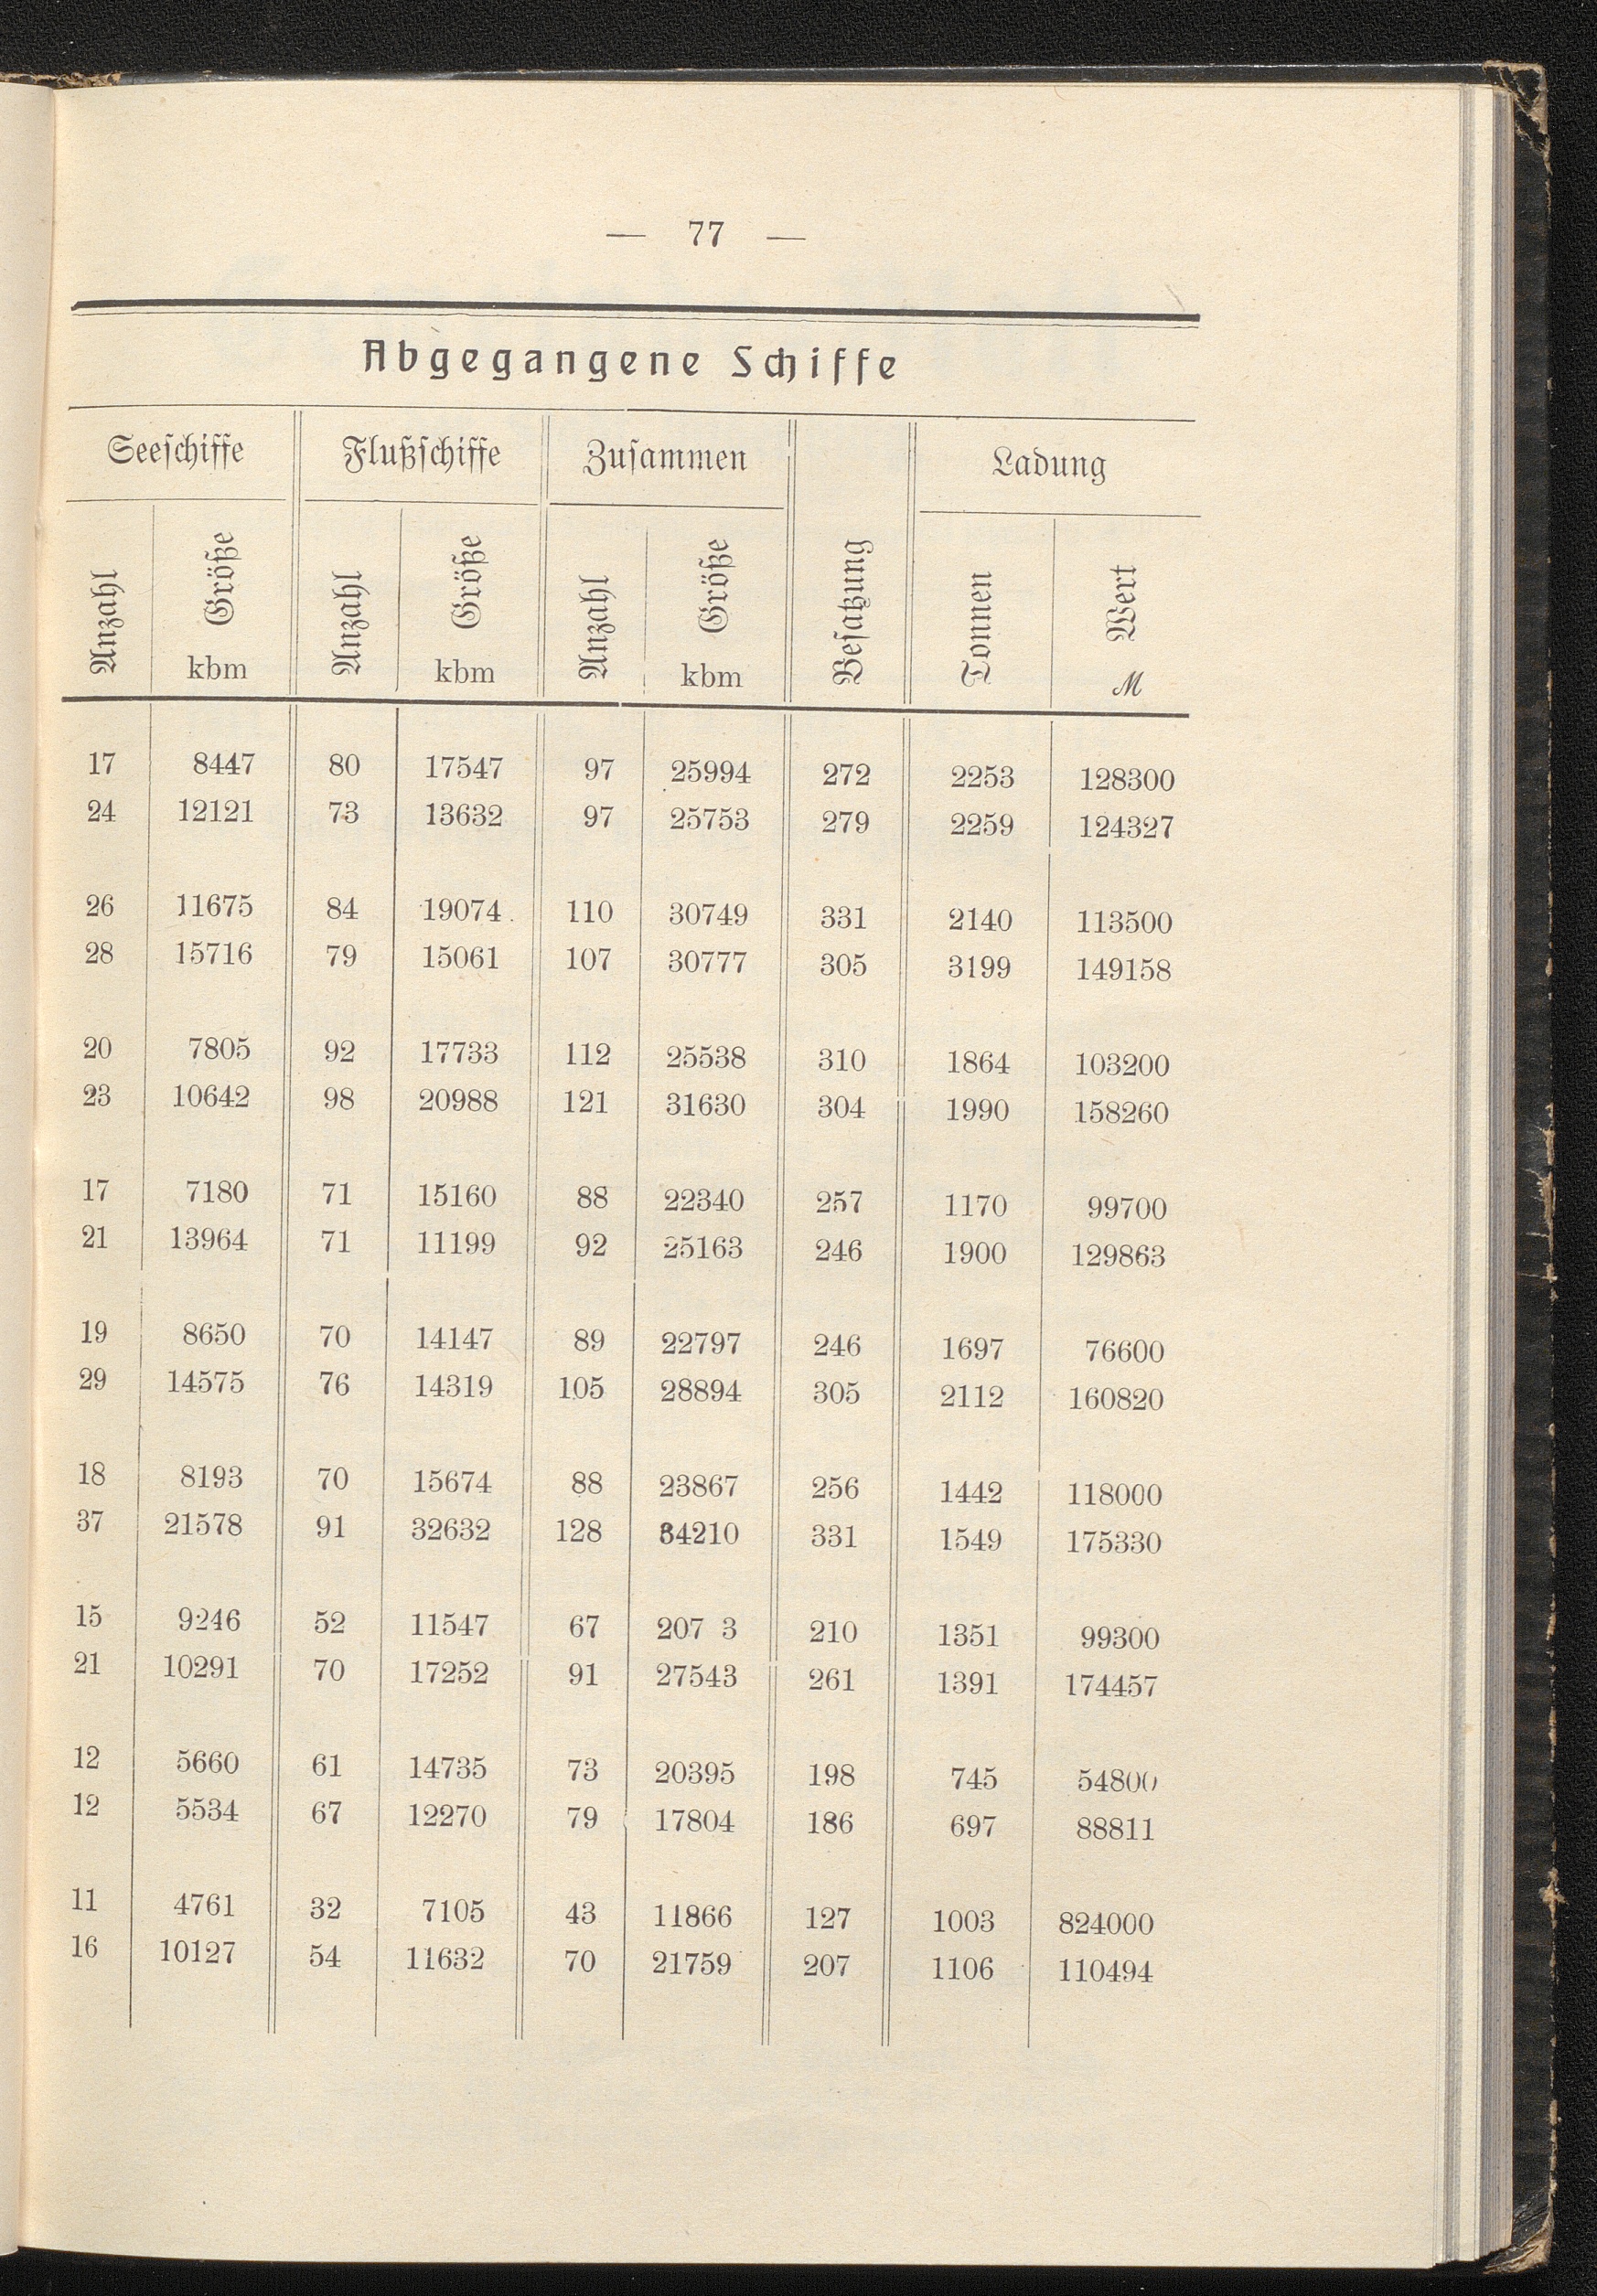 — 77 —
Abgegangene Schiffe
Seeſchiffe Flußſchiffe Zuſammen Beſatzung Ladung
Anzahl Größe kbm Anzahl Größe kbm Anzahl Größe kbm Tonnen Wert ℳ
17 8447 80 17547 97 25994 272 2253 128300
24 12121 73 13632 97 25753 279 2259 124327
26 11675 84 19074 110 30749 331 2140 113500
28 15716 79 15061 107 30777 305 3199 149158
20 7805 92 17733 112 25538 310 1864 103200
23 10642 98 20988 121 31630 304 1990 158260
17 7180 71 15160 88 22340 257 1170 99700
21 13964 71 11199 92 25163 246 1900 129863
19 8650 70 14147 89 22797 246 1697 76600
29 14575 76 14319 105 28894 305 2112 160820
18 8193 70 15674 88 23867 256 1442 118000
37 21578 91 32632 128 34210 331 1549 175330
15 9246 52 11547 67 207 3 210 1351 99300
21 10291 70 17252 91 27543 261 1391 174457
12 5660 61 14735 73 20395 198 745 54800
12 5534 67 12270 79 17804 186 697 88811
11 4761 32 7105 43 11866 127 1003 824000
16 10127 54 11632 70 21759 207 1106 110494